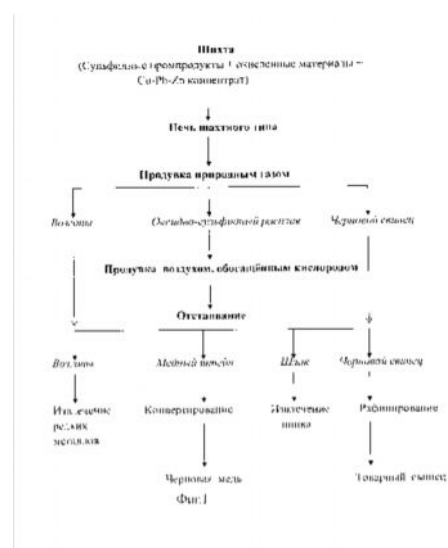 Шихта
(Сульфидные промпродукты + окисленные материалы –
Cu-Pb-Zn концентрат)
Печь шахтного типа
Продувка природным газом
Возгоны Оксидно-сульфидный расплав Черновой свинец
Продувка воздухом, обогащённым кислородом
Отстаивание
Возгоны Медный штейн Шлак Черновой свинец
Извлечение Конвертирование Извлечение Рафинирование
редких цинка
металлов
Черновая медь Товарный свинец
Фиг.1